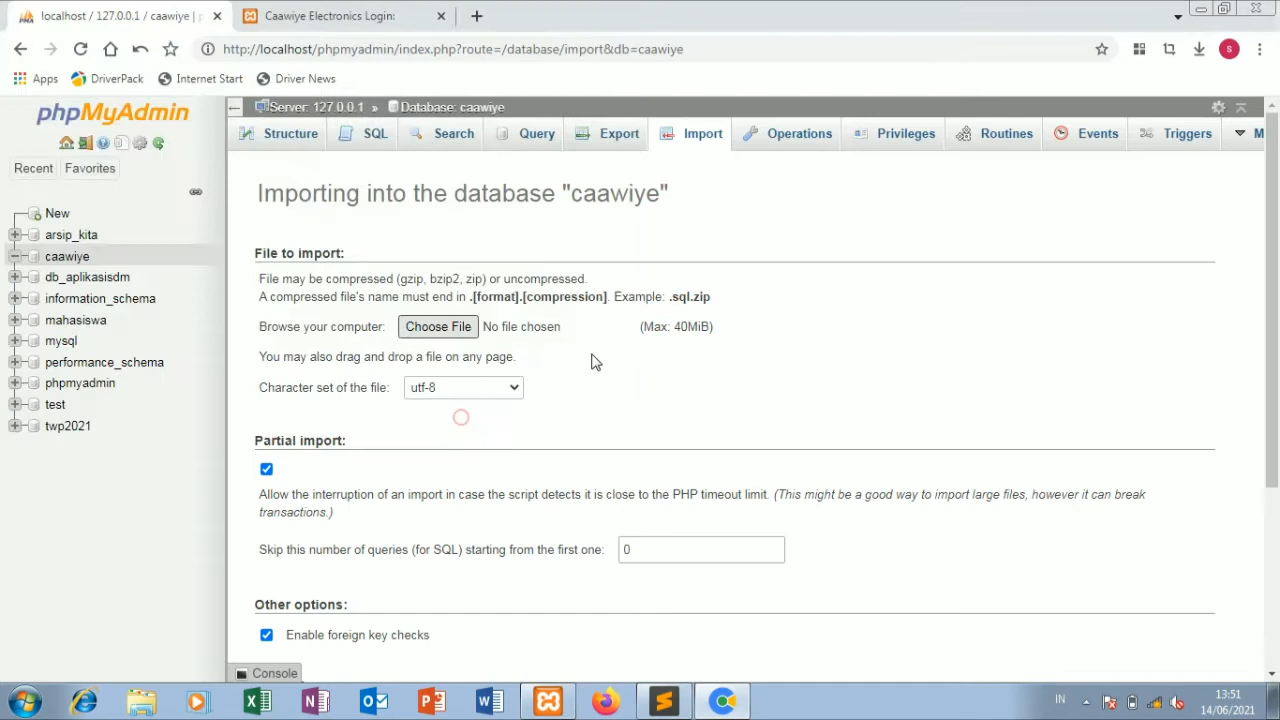 localhost / 127.0.0.1 / caawiye | p
Caawiye Electronics Login:
http://localhost/phpmyadmin/index.php?route=/database/import&db=caawiye
s
Apps
DriverPack
Internet Start
Driver News
phpMyAdmin
Recent
Favorites
New
arsip_kita
caawiye
db_aplikasisdm
information_schema
mahasiswa
mysql
performance_schema
phpmyadmin
test
twp2021
Server: 127.0.0.1 » Database: caawiye
Structure
SQL
Search
Query
Export
Import
Operations
Privileges
Routines
Events
Triggers
M
Importing into the database "caawiye"
File to import:
File may be compressed (gzip, bzip2, zip) or uncompressed.
A compressed file's name must end in .[format].[compression]. Example: .sql.zip
Browse your computer: Choose File No file chosen (Max: 40MiB)
You may also drag and drop a file on any page.
Character set of the file: utf-8
Partial import:
Allow the interruption of an import in case the script detects it is close to the PHP timeout limit. (This might be a good way to import large files, however it can break
transactions.)
Skip this number of queries (for SQL) starting from the first one: 0
Other options:
Enable foreign key checks
Console
IN
13:51
14/06/2021